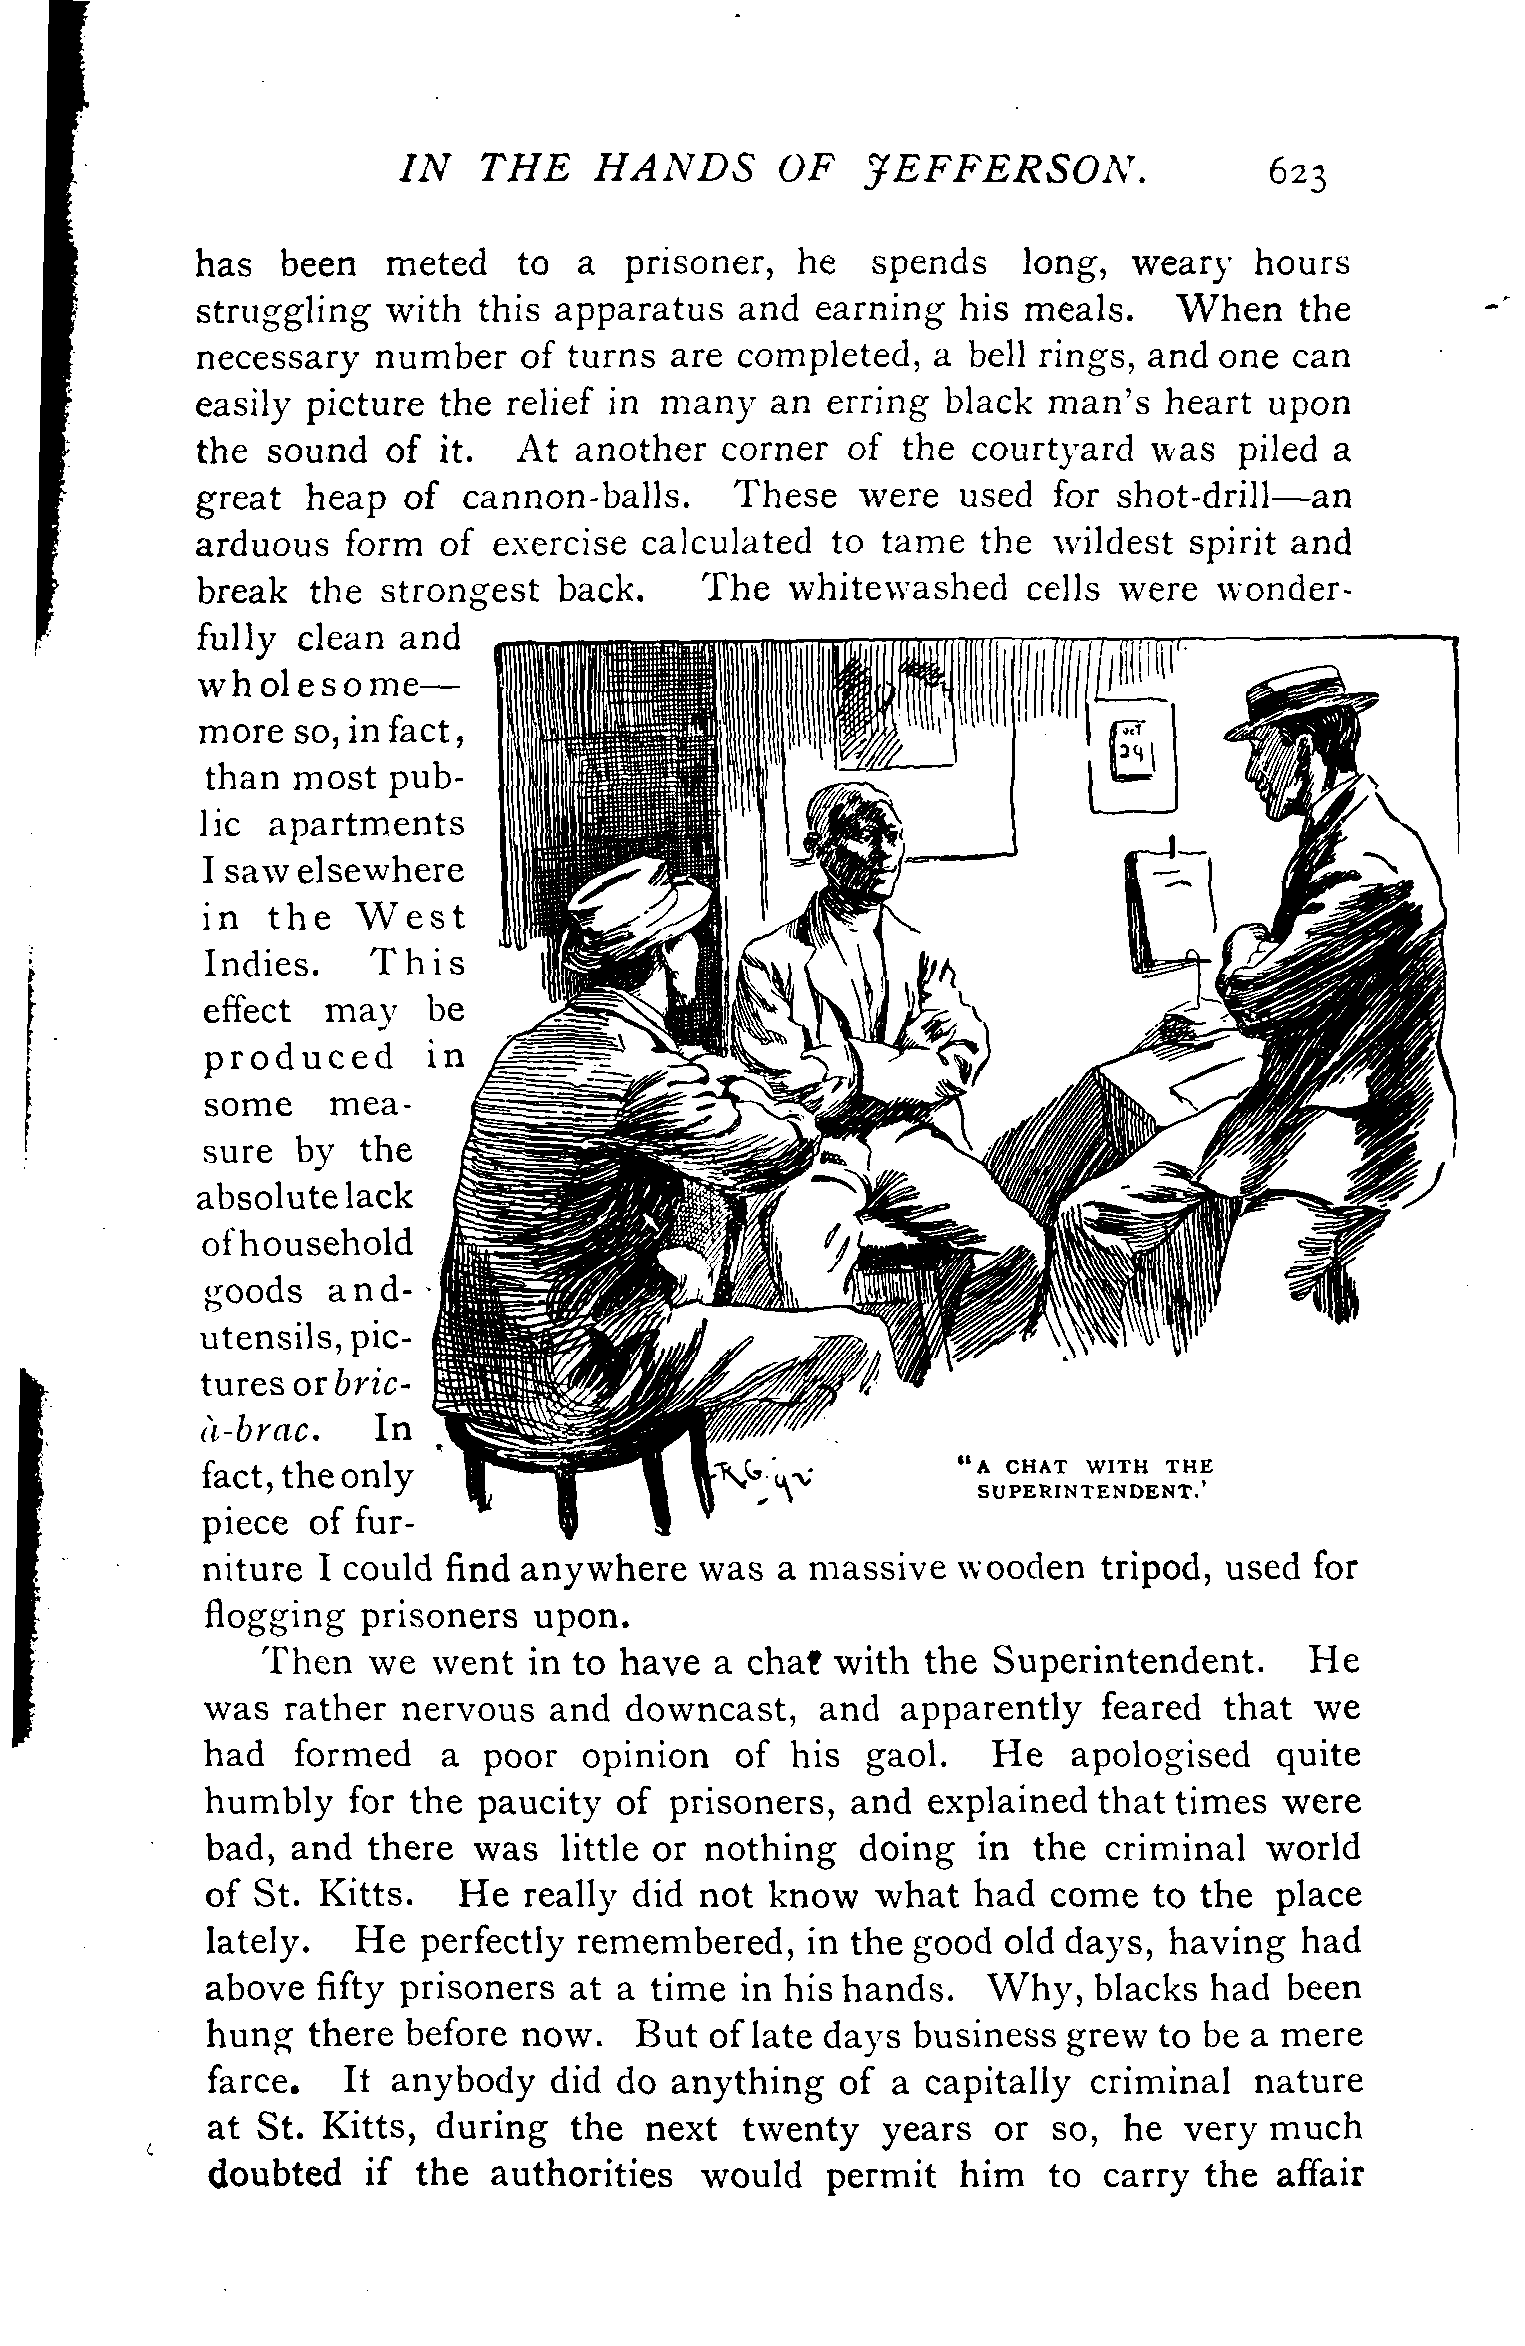 IN THE HANDS OF JEFFERSON. 623
has been meted to a prisoner, he spends long, weary hours
struggling with this apparatus and earning his meals. When the
necessary number of turns are completed, a bell rings, and one can
easily picture the relief in many an erring black man's heart upon
the sound of it. At another corner of the courtyard was piled a
great heap of cannon-balls. These were used for shot-drill—an
arduous form of exercise calculated to tame the wildest spirit and
break the strongest back. The whitewashed cells were wonder-
fully clean and
wholesome—
more so, in fact,
than most pub-
lic apartments
I saw elsewhere
in the West
Indies. This
effect may be
produced in
some mea-
sure by the
absolute lack
of household
goods and-
utensils, pic-
tures or bric-
à-brac. In
fact, the only
piece of fur-
OCT
29
R.G. '92
"A CHAT WITH THE
SUPERINTENDENT.'
niture I could find anywhere was a massive wooden tripod, used for
flogging prisoners upon.
Then we went in to have a chat with the Superintendent. He
was rather nervous and downcast, and apparently feared that we
had formed a poor opinion of his gaol. He apologised quite
humbly for the paucity of prisoners, and explained that times were
bad, and there was little or nothing doing in the criminal world
of St. Kitts. He really did not know what had come to the place
lately. He perfectly remembered, in the good old days, having had
above fifty prisoners at a time in his hands. Why, blacks had been
hung there before now. But of late days business grew to be a mere
farce. If anybody did do anything of a capitally criminal nature
at St. Kitts, during the next twenty years or so, he very much
doubted if the authorities would permit him to carry the affair